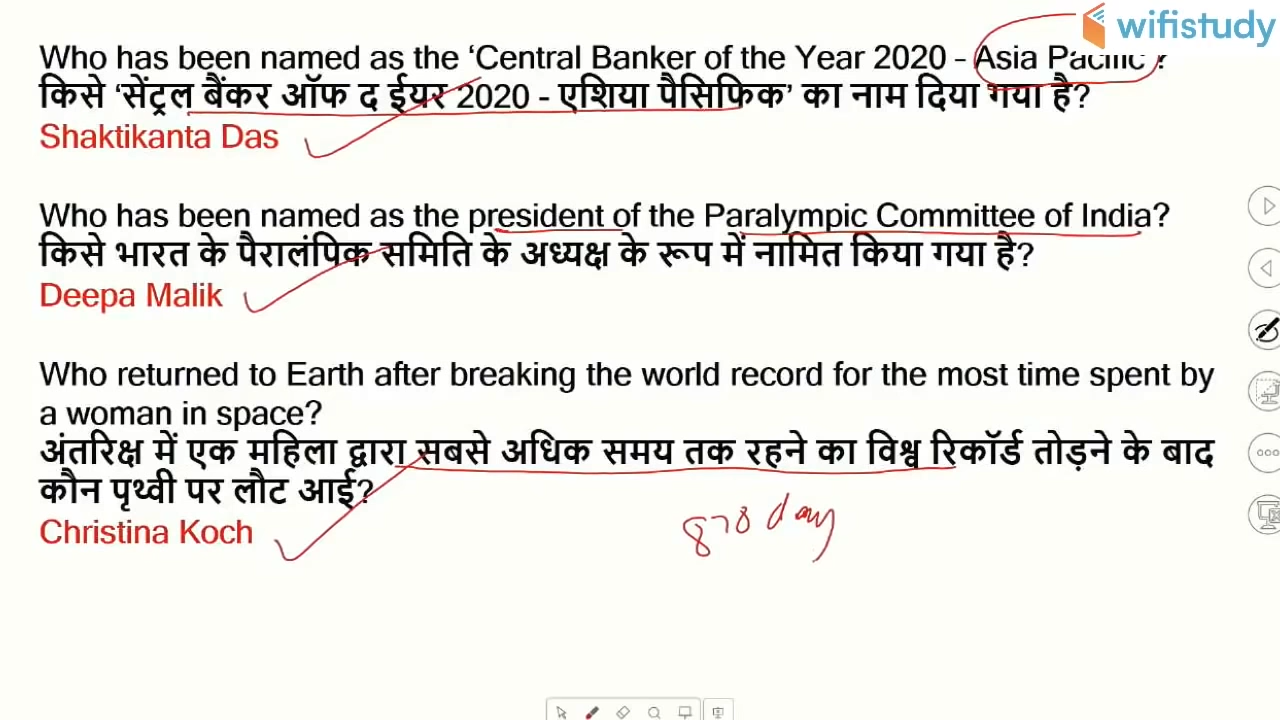 wifistudy
Who has been named as the ‘Central Banker of the Year 2020 – Asia Pacific ?
किसे ‘सेंट्रल बैंकर ऑफ द ईयर 2020 - एशिया पैसिफिक’ का नाम दिया गया है?
Shaktikanta Das
Who has been named as the president of the Paralympic Committee of India?
किसे भारत के पैरालंपिक समिति के अध्यक्ष के रूप में नामित किया गया है?
Deepa Malik
Who returned to Earth after breaking the world record for the most time spent by
a woman in space?
अंतरिक्ष में एक महिला द्वारा सबसे अधिक समय तक रहने का विश्व रिकॉर्ड तोड़ने के बाद
कौन पृथ्वी पर लौट आई?
Christina Koch